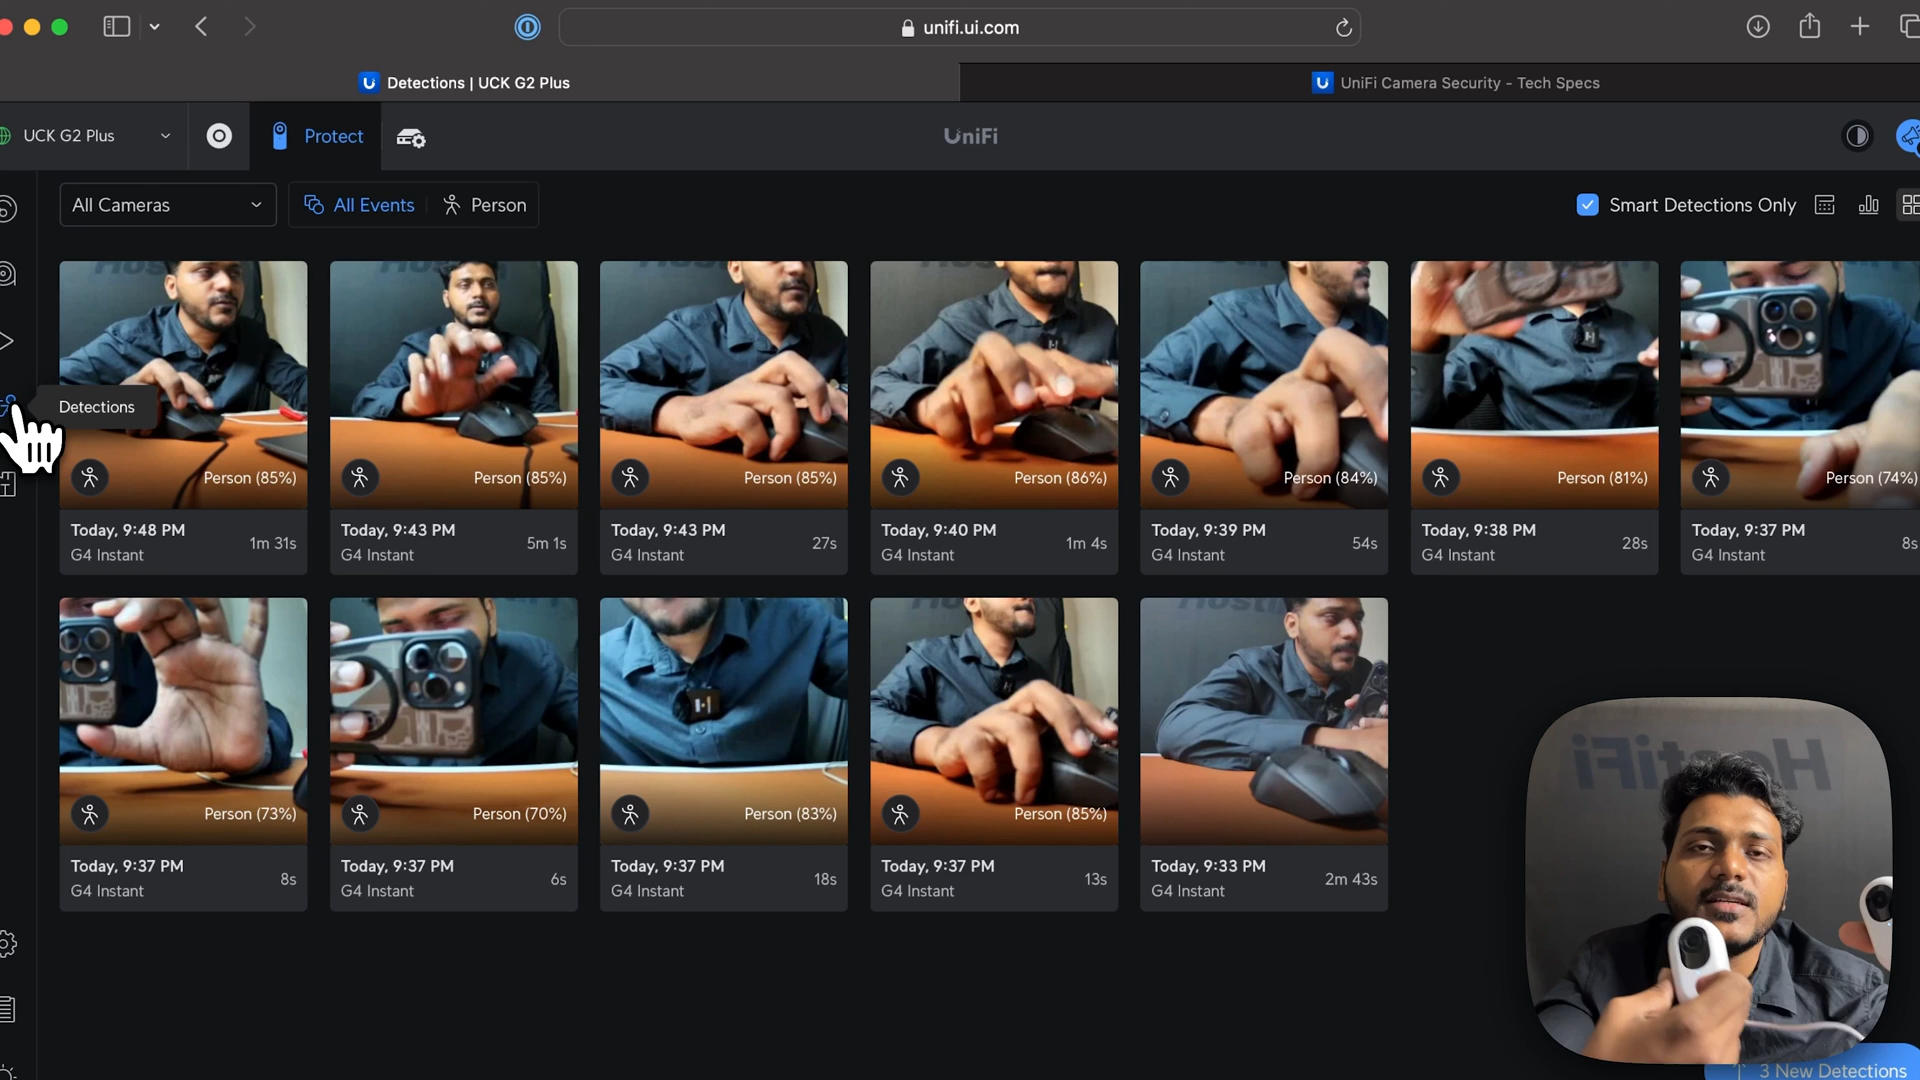 unifi.ui.com
Detections | UCK G2 Plus
UniFi Camera Security - Tech Specs
UCK G2 Plus
Protect
UniFi
All Cameras
All Events
Person
Smart Detections Only
Detections
Person (85%)
Person (85%)
Person (85%)
Person (86%)
Person (84%)
Person (81%)
Person (74%)
Today, 9:48 PM
G4 Instant
1m 31s
Today, 9:43 PM
G4 Instant
5m 1s
Today, 9:43 PM
G4 Instant
27s
Today, 9:40 PM
G4 Instant
1m 4s
Today, 9:39 PM
G4 Instant
54s
Today, 9:38 PM
G4 Instant
28s
Today, 9:37 PM
G4 Instant
8s
Person (73%)
Person (70%)
Person (83%)
Person (85%)
Today, 9:37 PM
G4 Instant
8s
Today, 9:37 PM
G4 Instant
6s
Today, 9:37 PM
G4 Instant
18s
Today, 9:37 PM
G4 Instant
13s
Today, 9:33 PM
G4 Instant
2m 43s
HostiFi
3 New Detections